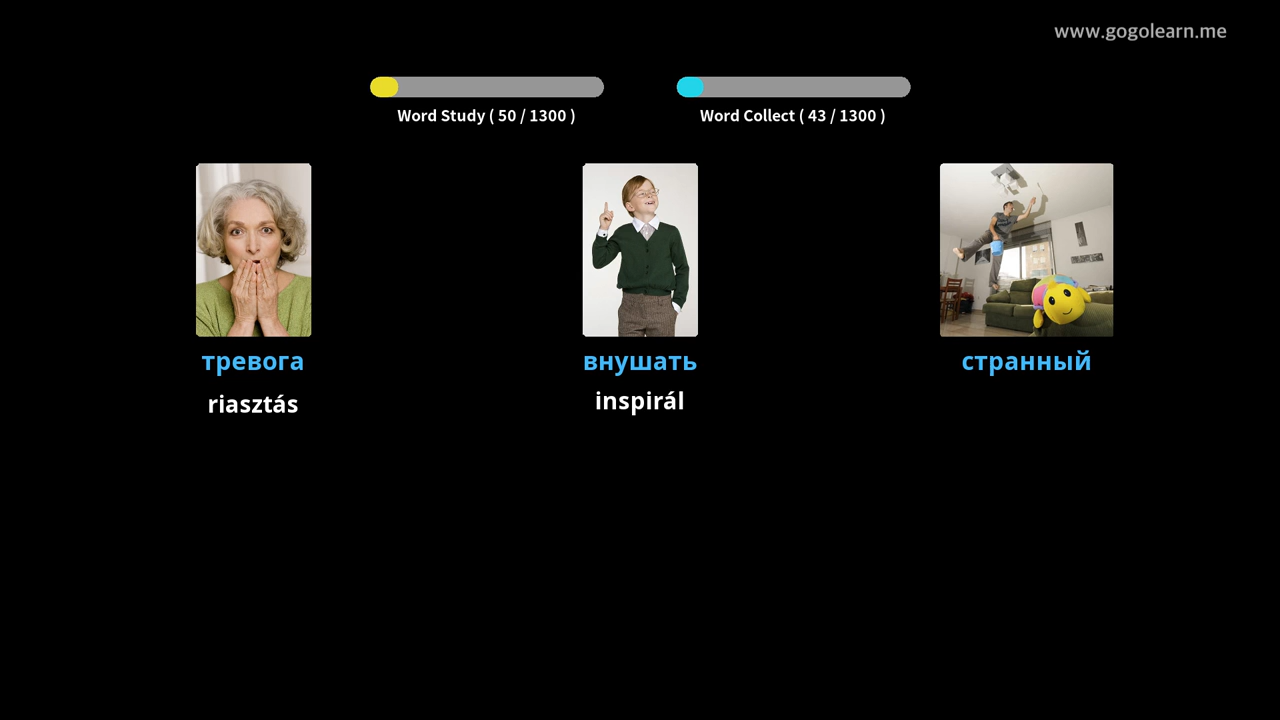 www.gogolearn.me
Word Study ( 50 / 1300 )
Word Collect ( 43 / 1300 )
тревога
внушать
странный
riasztás
inspirál